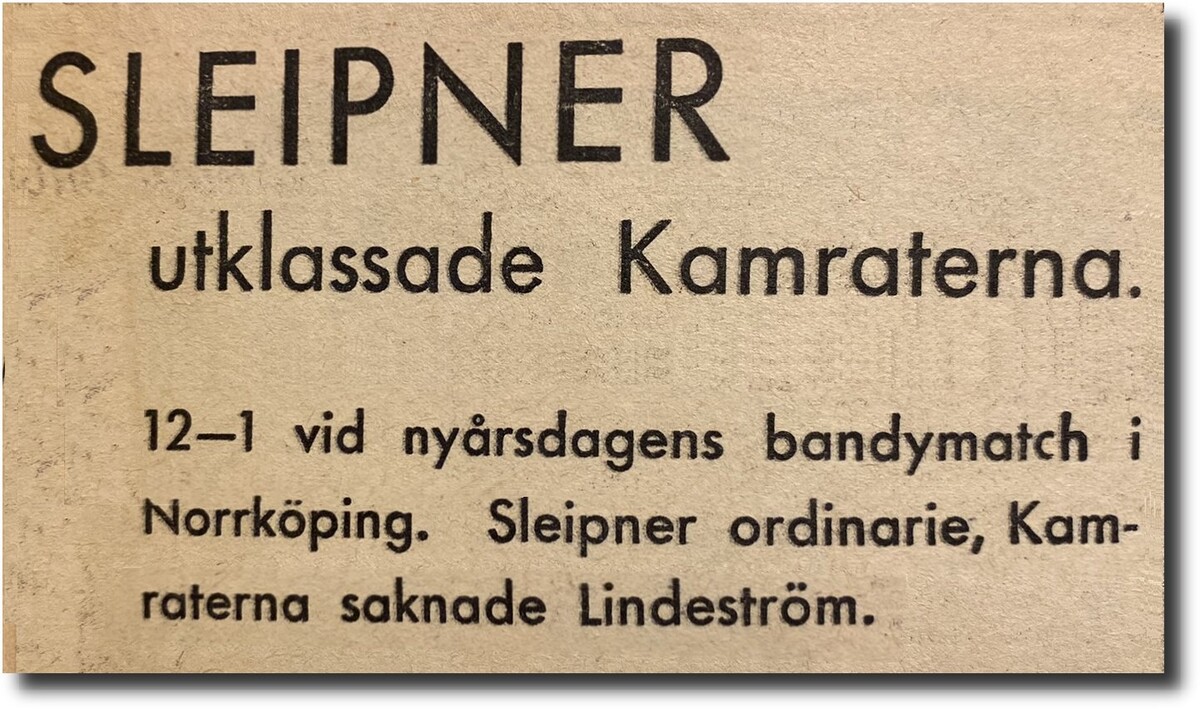 SLEIPNER
utklassade Kamraterna.
12—1 vid nyårsdagens bandymatch i
Norrköping. Sleipner ordinarie, Kam-
raterna saknade Lindeström.